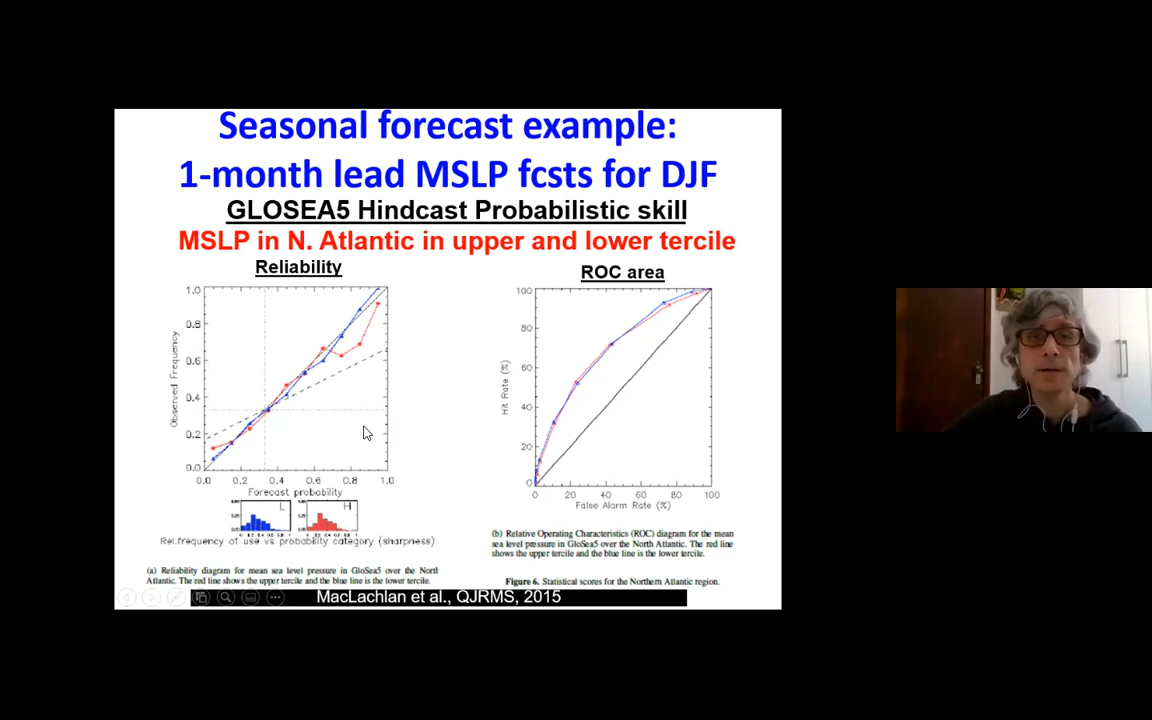 Seasonal forecast example:
1-month lead MSLP fcsts for DJF
GLOSEA5 Hindcast Probabilistic skill
MSLP in N. Atlantic in upper and lower tercile
Reliability
1.0
0.8
0.6
0.4
0.2
0.0
Observed Frequency
0.0 0.2 0.4 0.6 0.8 1.0
Forecast probability
L
H
Rel.frequency of use vs probability category (sharpness)
(a) Reliability diagram for mean sea level pressure in GloSea5 over the North
Atlantic. The red line shows the upper tercile and the blue line is the lower tercile.
ROC area
100
80
60
40
20
0
Hit Rate (%)
0 20 40 60 80 100
False Alarm Rate (%)
(b) Relative Operating Characteristics (ROC) diagram for the mean
sea level pressure in GloSea5 over the North Atlantic. The red line
shows the upper tercile and the blue line is the lower tercile.
Figure 6. Statistical scores for the Northern Atlantic region.
MacLachlan et al., QJRMS, 2015